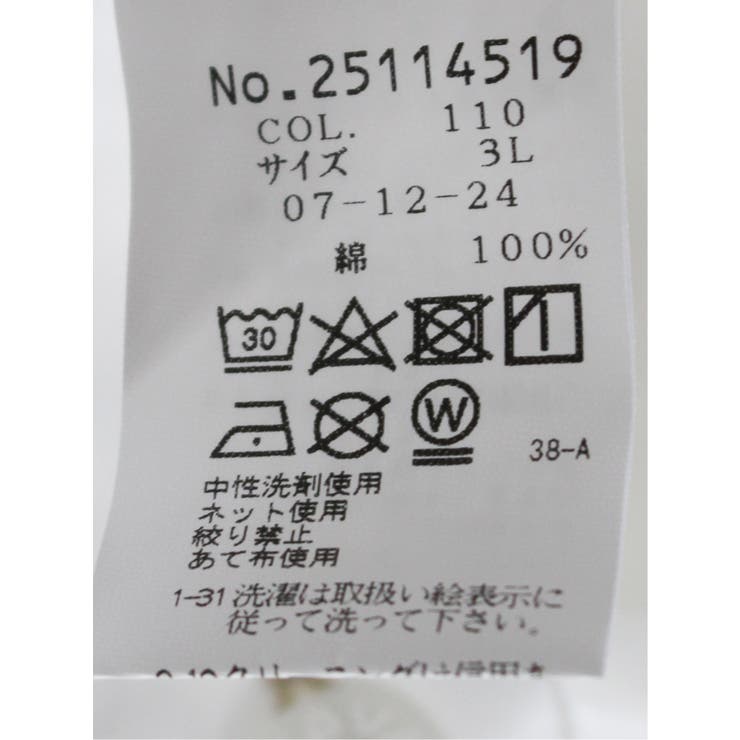 No.25114519
COL. 110
サイズ 3L
07-12-24
綿 100%
30
W
38-A
中性洗剤使用
ネット使用
絞り禁止
あて布使用
1-31 洗濯は取扱い絵表示に
従って洗って下さい。